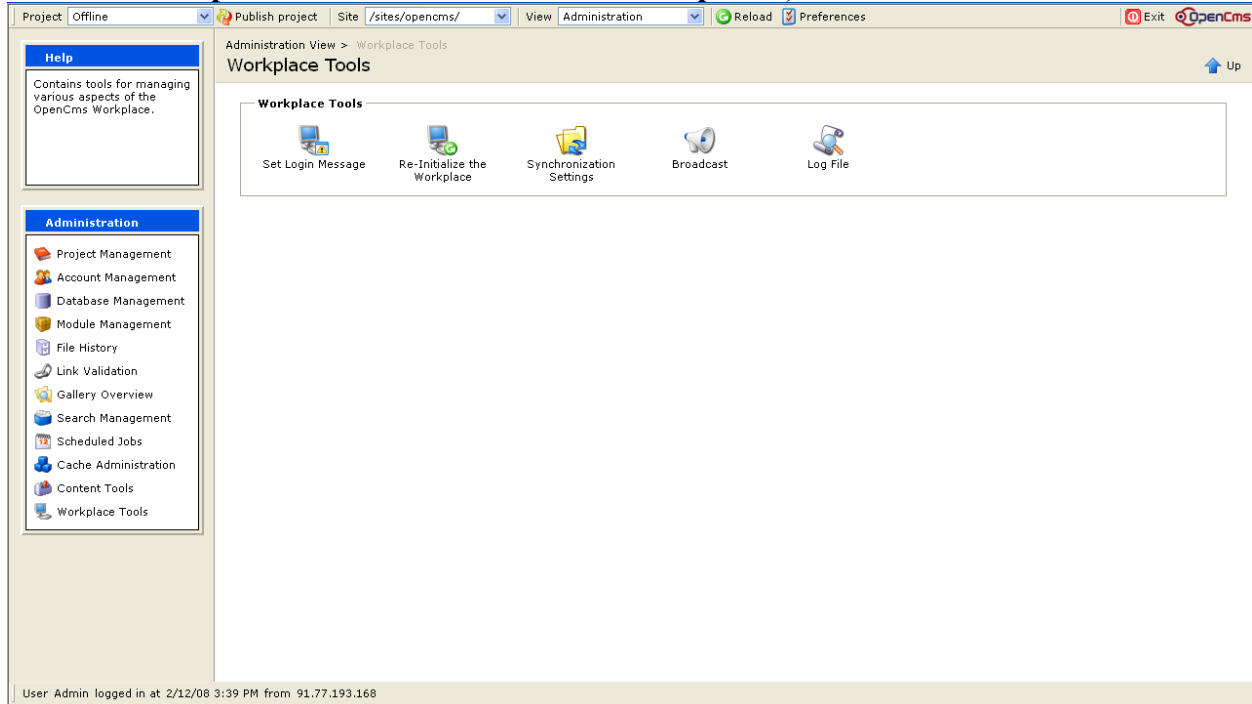 Project Offline Publish project Site /sites/opencms/ View Administration Reload Preferences Exit OpenCms
Help
Contains tools for managing
various aspects of the
OpenCms Workplace.
Administration
Project Management
Account Management
Database Management
Module Management
File History
Link Validation
Gallery Overview
Search Management
Scheduled Jobs
Cache Administration
Content Tools
Workplace Tools
Administration View > Workplace Tools
Workplace Tools
Up
Workplace Tools
Set Login Message
Re-Initialize the
Workplace
Synchronization
Settings
Broadcast
Log File
User Admin logged in at 2/12/08 3:39 PM from 91.77.193.168